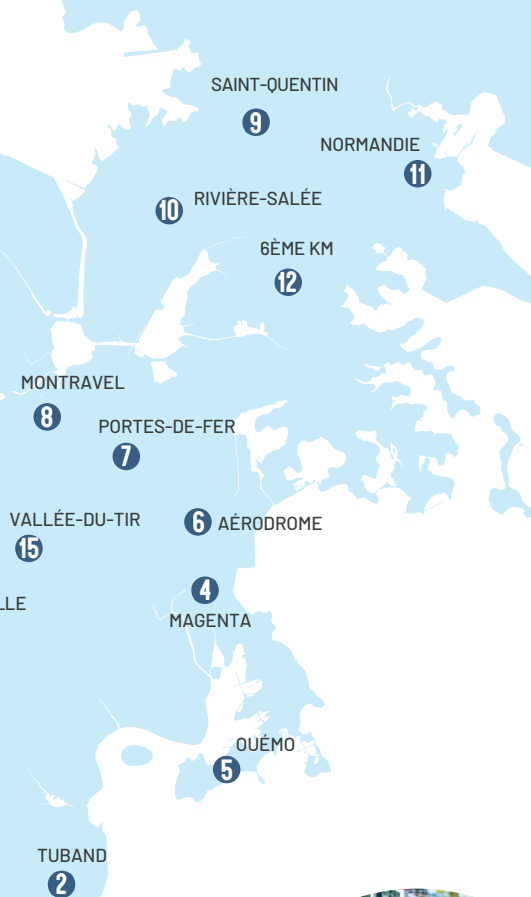 SAINT-QUENTIN
9
NORMANDIE
11
10 RIVIÈRE-SALÉE
6ÈME KM
12
MONTRAVEL
8
PORTES-DE-FER
7
VALLÉE-DU-TIR
15
6 AÉRODROME
4
MAGENTA
LLE
OUÉMO
5
TUBAND
2